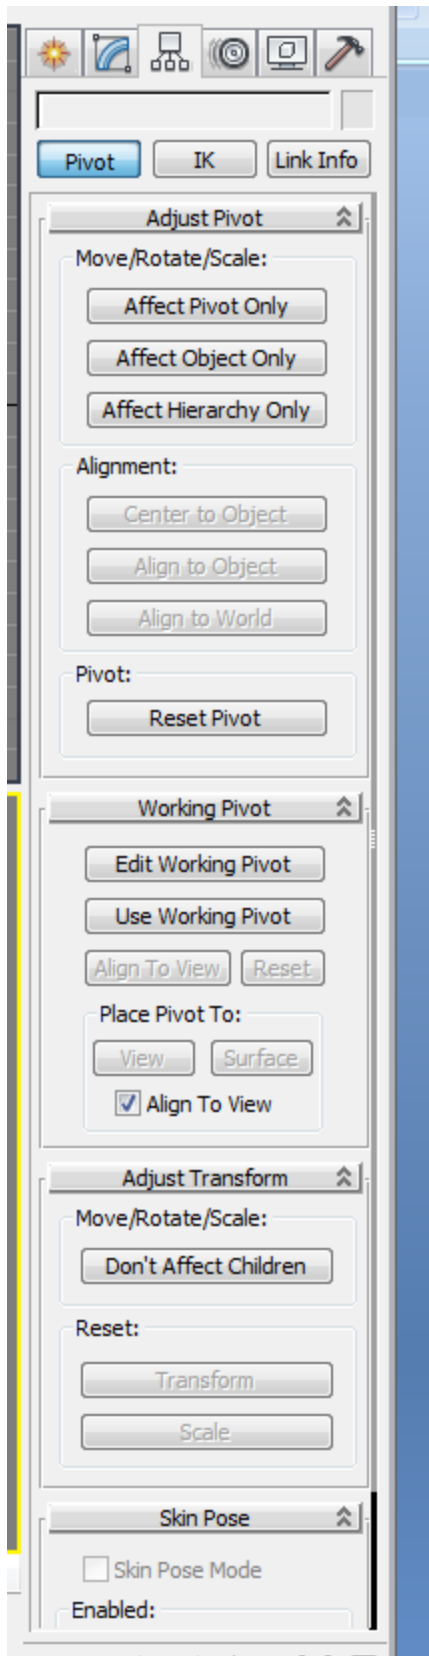 Pivot IK Link Info
Adjust Pivot
Move/Rotate/Scale:
Affect Pivot Only
Affect Object Only
Affect Hierarchy Only
Alignment:
Center to Object
Align to Object
Align to World
Pivot:
Reset Pivot
Working Pivot
Edit Working Pivot
Use Working Pivot
Align To View Reset
Place Pivot To:
View Surface
Align To View
Adjust Transform
Move/Rotate/Scale:
Don't Affect Children
Reset:
Transform
Scale
Skin Pose
Skin Pose Mode
Enabled: